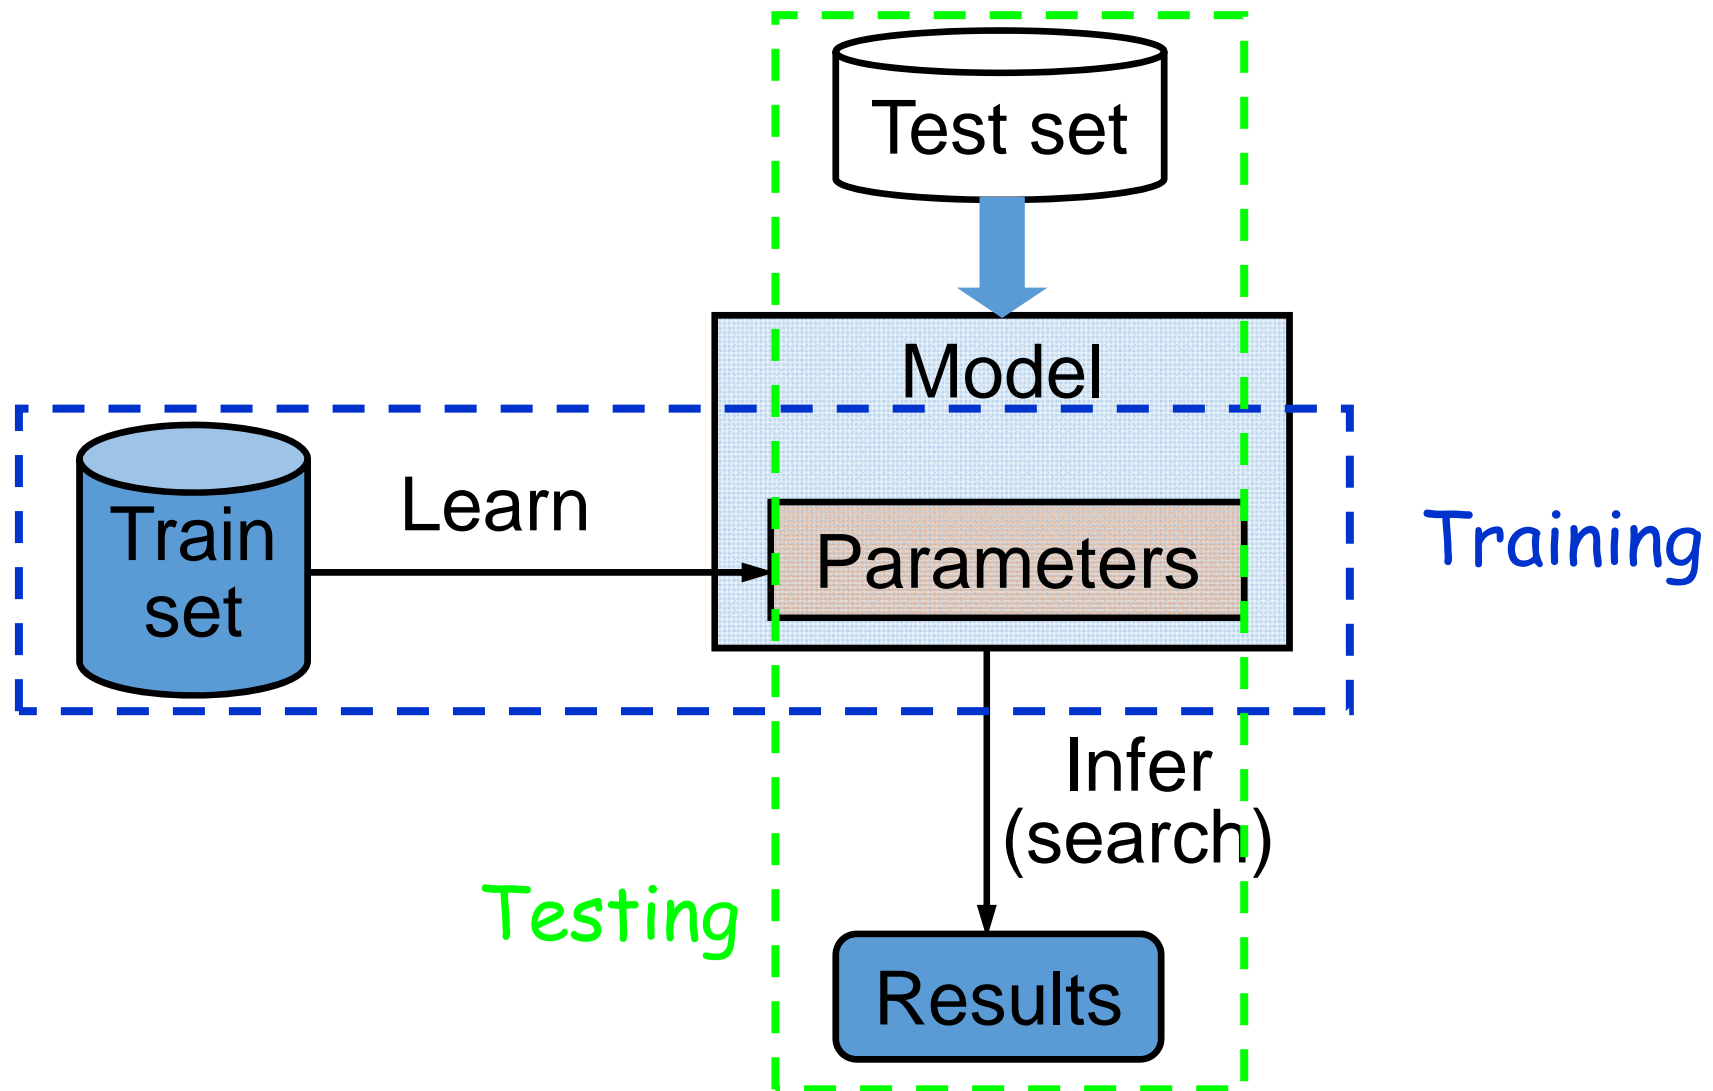 Test set
Model
Learn
Train
set
Parameters
Training
Infer
(search)
Testing
Results